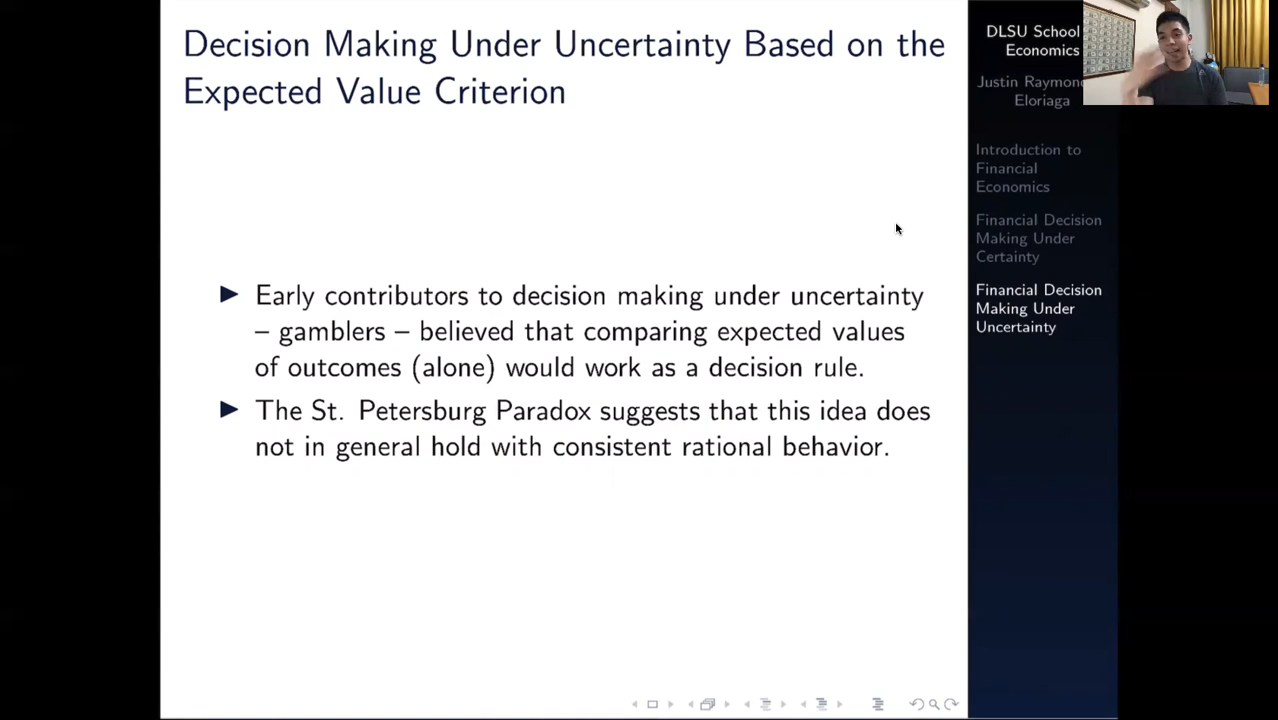 Decision Making Under Uncertainty Based on the
Expected Value Criterion
Early contributors to decision making under uncertainty
– gamblers – believed that comparing expected values
of outcomes (alone) would work as a decision rule.
The St. Petersburg Paradox suggests that this idea does
not in general hold with consistent rational behavior.
DLSU School
Economics
Justin Raymon
Eloriaga
Introduction to
Financial
Economics
Financial Decision
Making Under
Certainty
Financial Decision
Making Under
Uncertainty